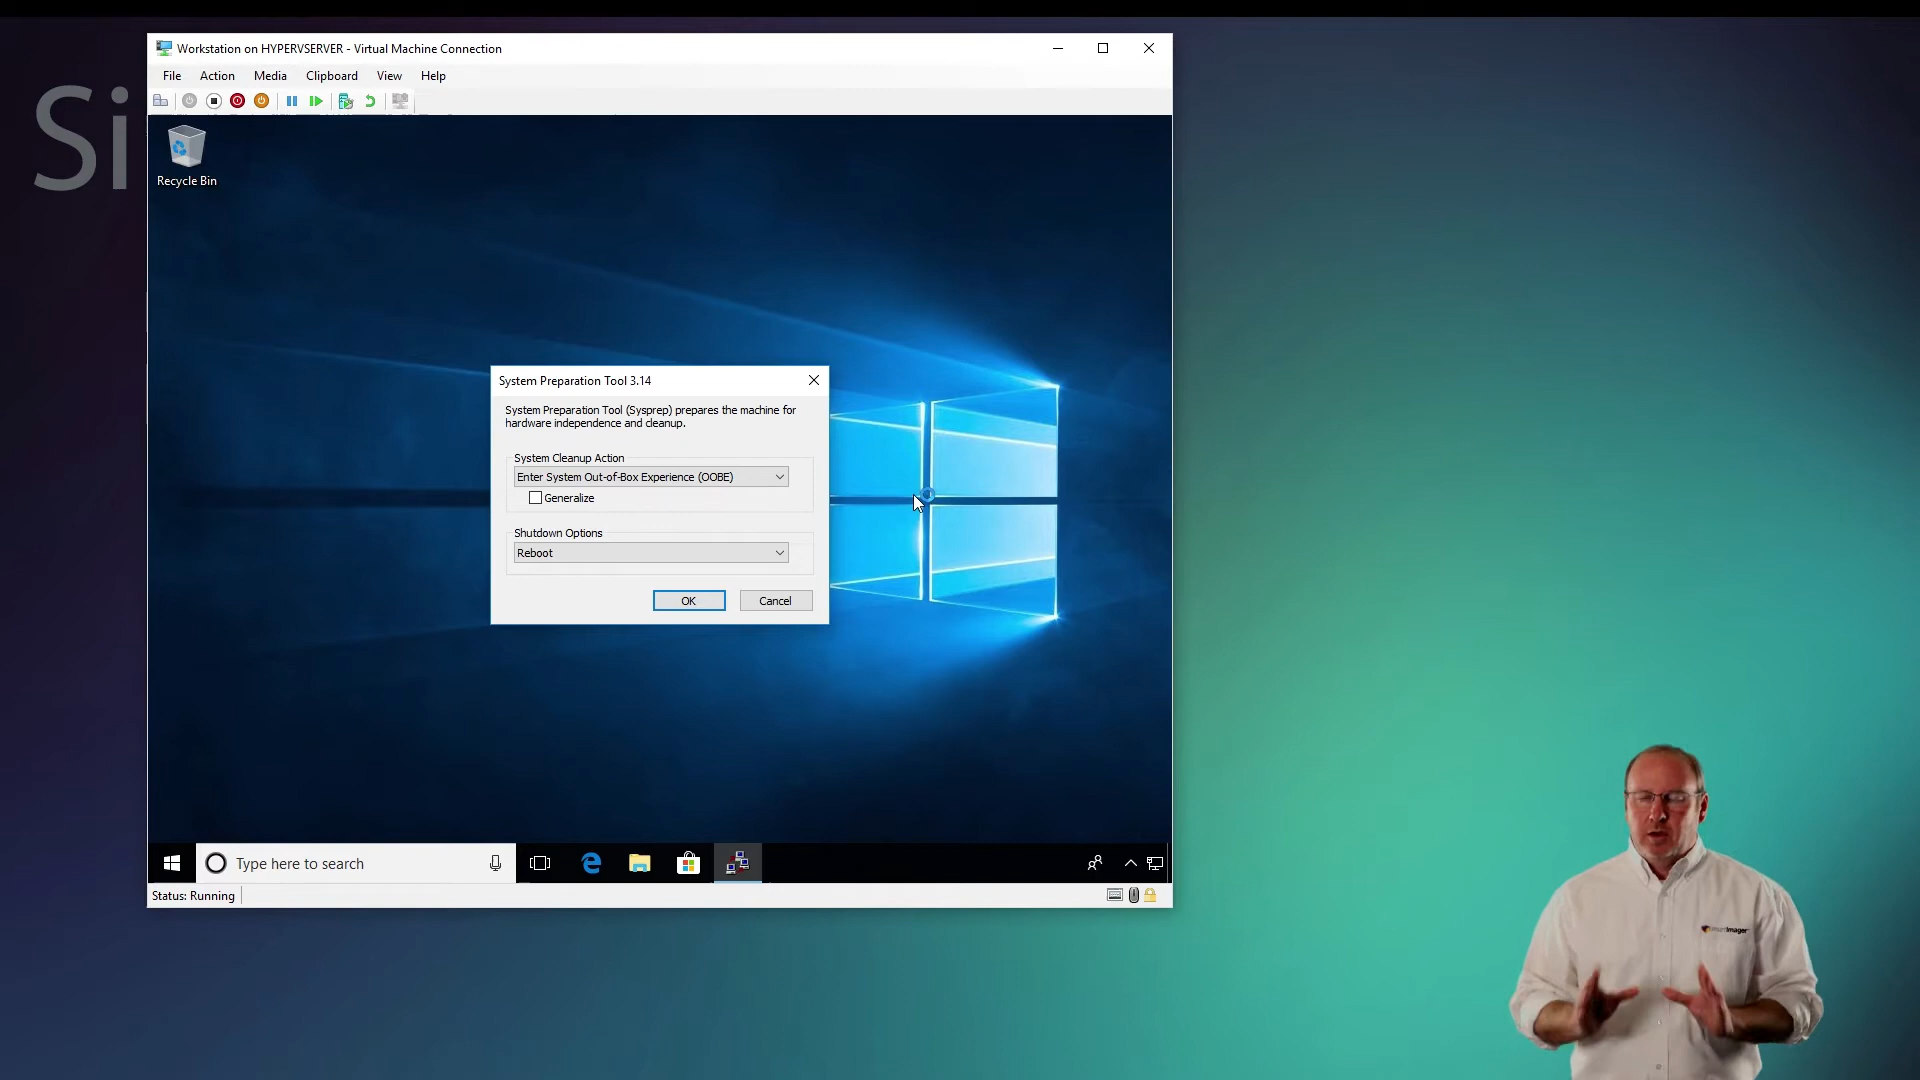 Si
Workstation on HYPERVSERVER - Virtual Machine Connection
File Action Media Clipboard View Help
Recycle Bin
System Preparation Tool 3.14
System Preparation Tool (Sysprep) prepares the machine for
hardware independence and cleanup.
System Cleanup Action
Enter System Out-of-Box Experience (OOBE)
Generalize
Shutdown Options
Reboot
OK Cancel
Type here to search
Status: Running